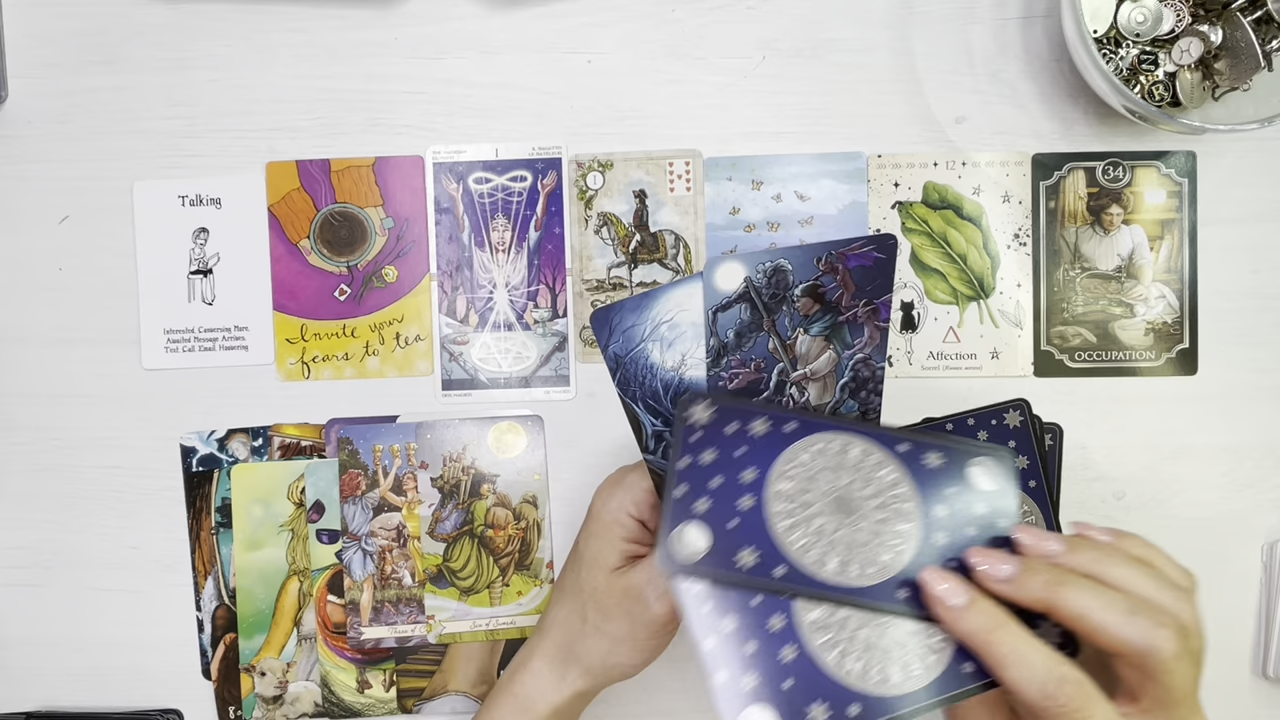 Talking
Interested. Conversing More.
Awaited Message Arrives.
Text. Call. Email. Hovering
Invite your
fears to tea
I
1
12
Affection
Sorrel
34
OCCUPATION
Three of
Six of Swords
8
N
R